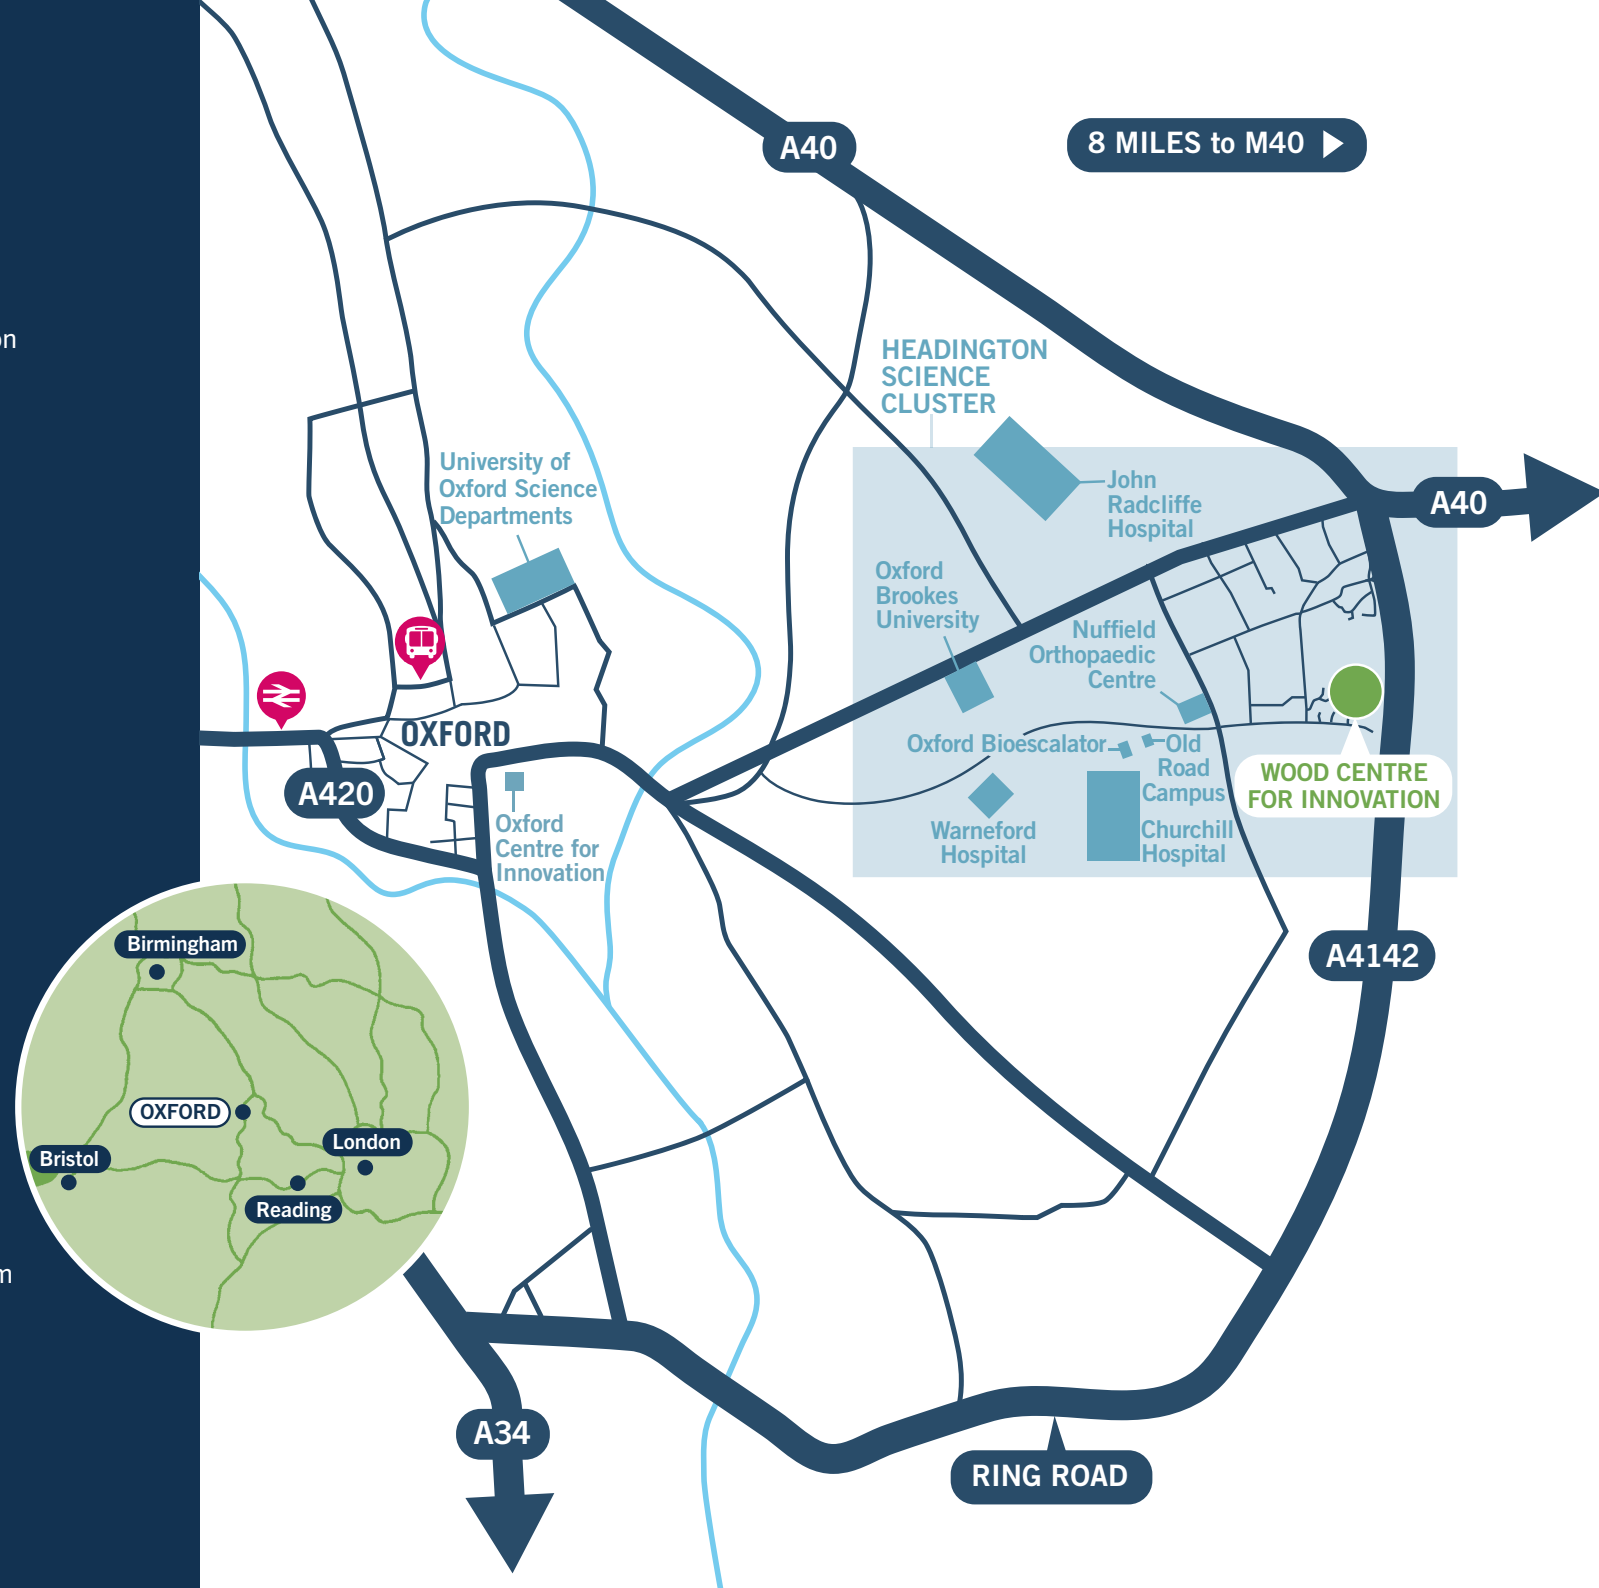 on
A40
8 MILES to M40
HEADINGTON
SCIENCE
CLUSTER
University of
Oxford Science
Departments
John
Radcliffe
Hospital
A40
Oxford
Brookes
University
Nuffield
Orthopaedic
Centre
OXFORD
Oxford Bioescalator
Old
Road
Campus
A420
WOOD CENTRE
FOR INNOVATION
Oxford
Centre for
Innovation
Warneford
Hospital
Churchill
Hospital
Birmingham
A4142
OXFORD
London
Bristol
Reading
m
A34
RING ROAD